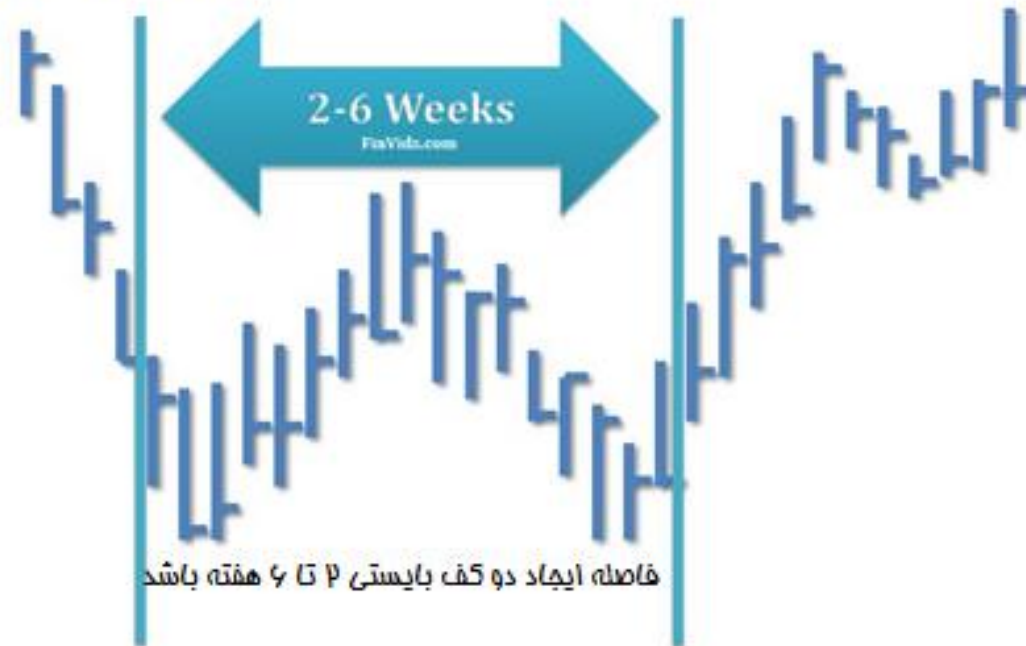 2-6 Weeks
FinVids.com
فاصله ایجاد دو کف بایستی ۲ تا ۶ هفته باشد